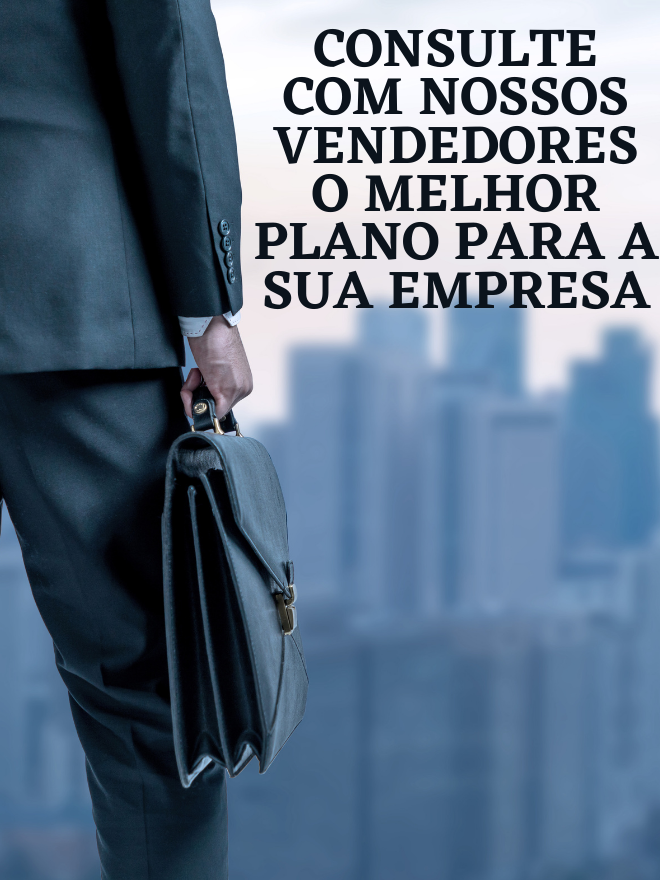 CONSULTE
COM NOSSOS
VENDEDORES
O MELHOR
PLANO PARA A
SUA EMPRESA